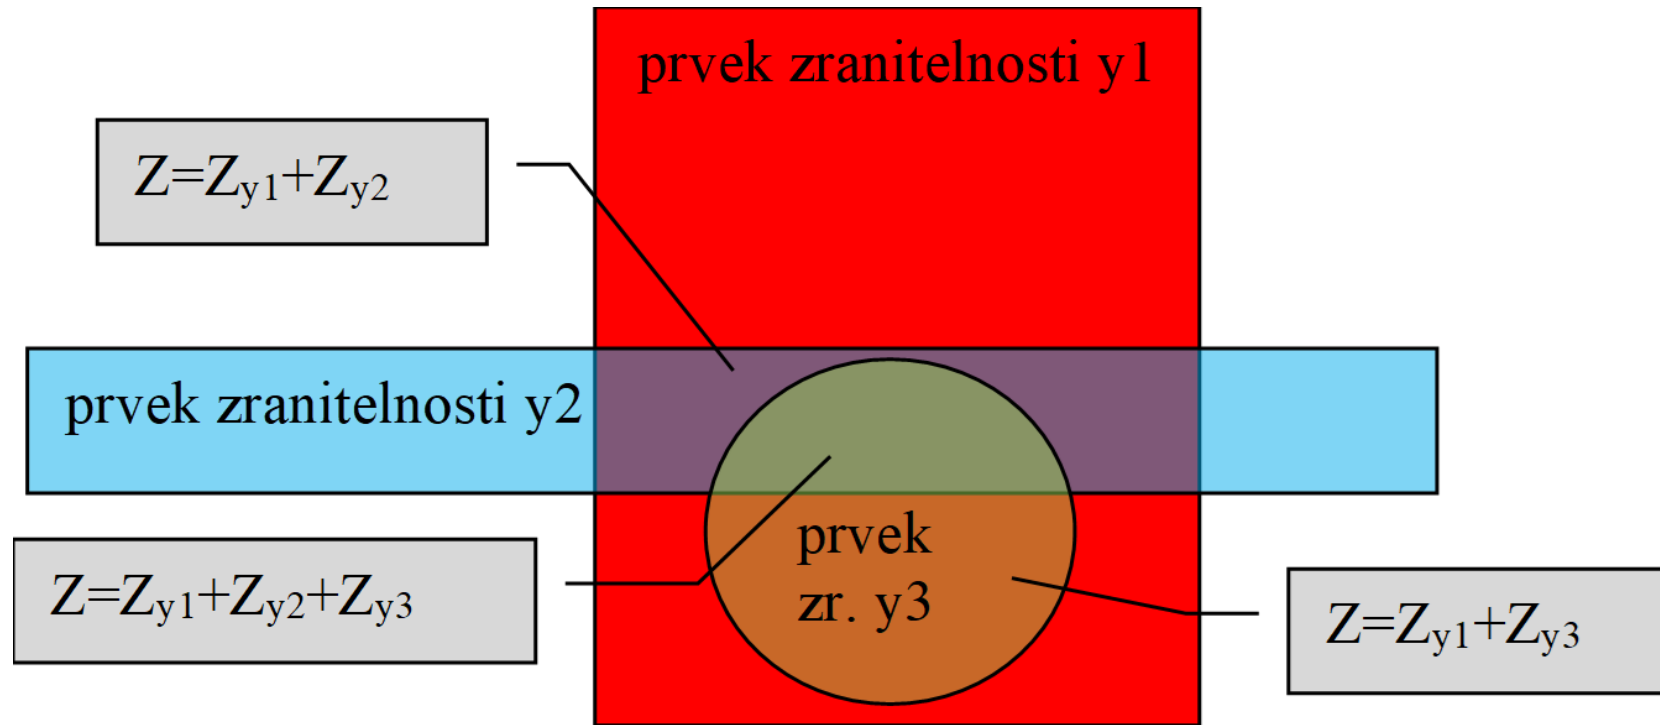 prvek zranitelnosti y1
Z=Zy1+Zy2
prvek zranitelnosti y2
prvek
zr. y3
Z=Zy1+Zy2+Zy3
Z=Zy1+Zy3